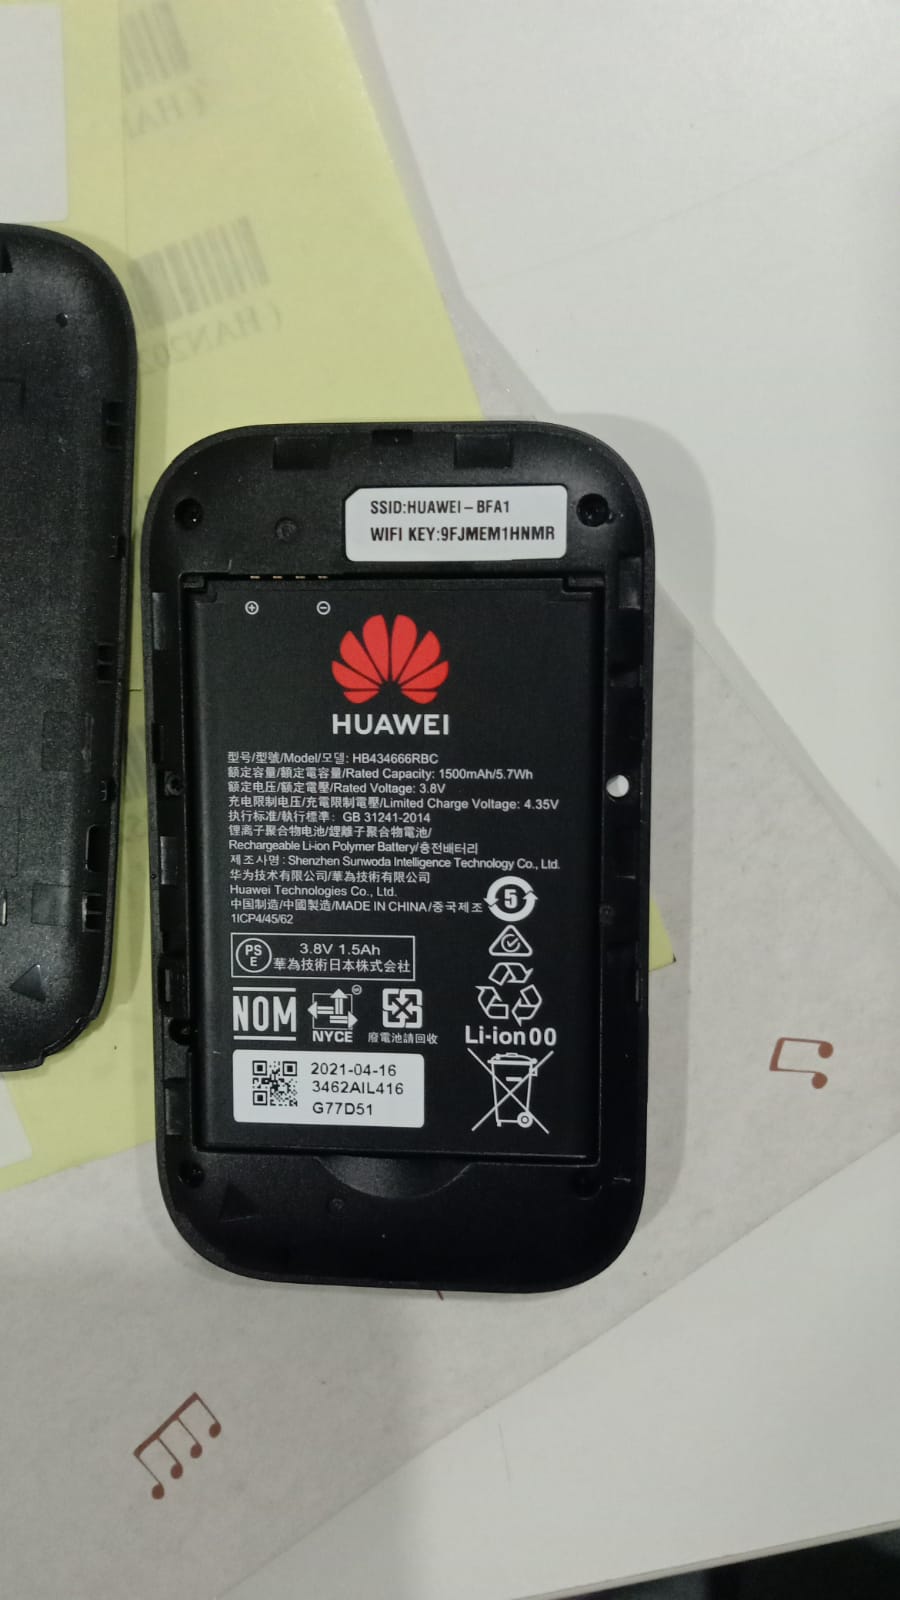 ( HAN
( HAN202
SSID:HUAWEI-BFA1
WIFI KEY:9FJMEM1HNMR
HUAWEI
型号/型號/Model/모델: HB434666RBC
额定容量/額定電容量/Rated Capacity: 1500mAh/5.7Wh
额定电压/額定電壓/Rated Voltage: 3.8V
充电限制电压/充電限制電壓/Limited Charge Voltage: 4.35V
执行标准/執行標準: GB 31241-2014
锂离子聚合物电池/鋰離子聚合物電池/
Rechargeable Li-ion Polymer Battery/충전배터리
제조사명: Shenzhen Sunwoda Intelligence Technology Co., Ltd.
华为技术有限公司/華為技術有限公司
Huawei Technologies Co., Ltd.
中国制造/中國製造/MADE IN CHINA/중국제조
1ICP4/45/62
5
PS
E
3.8V 1.5Ah
華為技術日本株式会社
NOM
NYCE
廢電池請回收
Li-ion00
2021-04-16
3462AIL416
G77D51